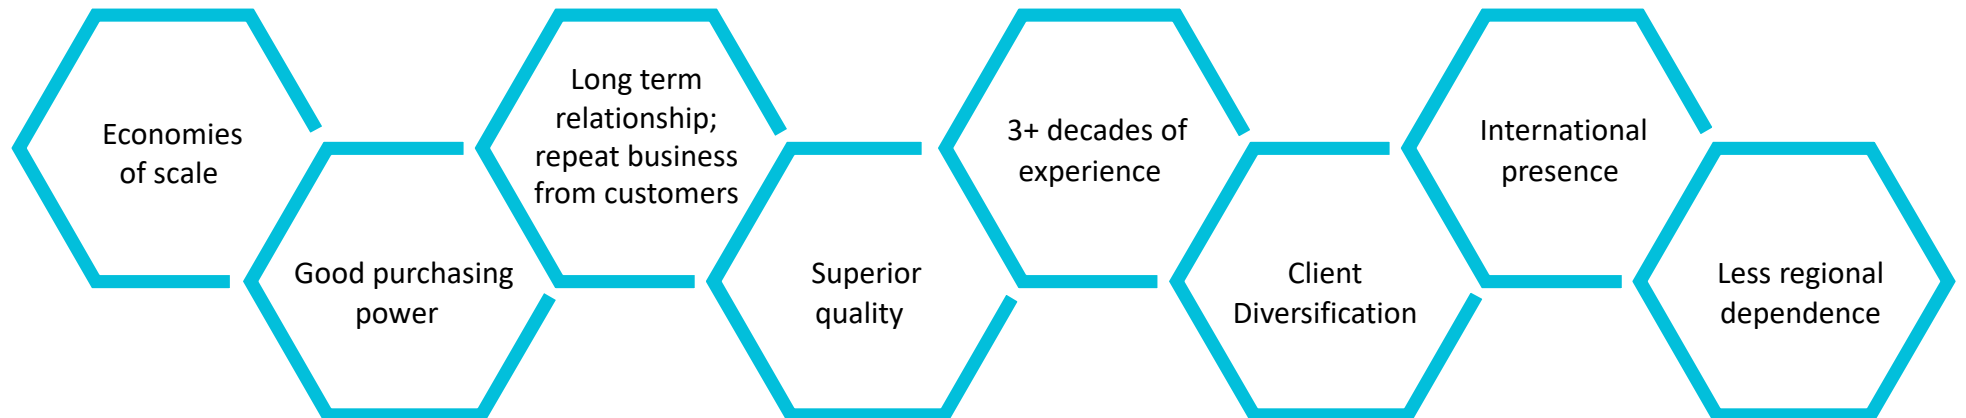 Economies
of scale
Good purchasing
power
Long term
relationship;
repeat business
from customers
Superior
quality
3+ decades of
experience
Client
Diversification
International
presence
Less regional
dependence